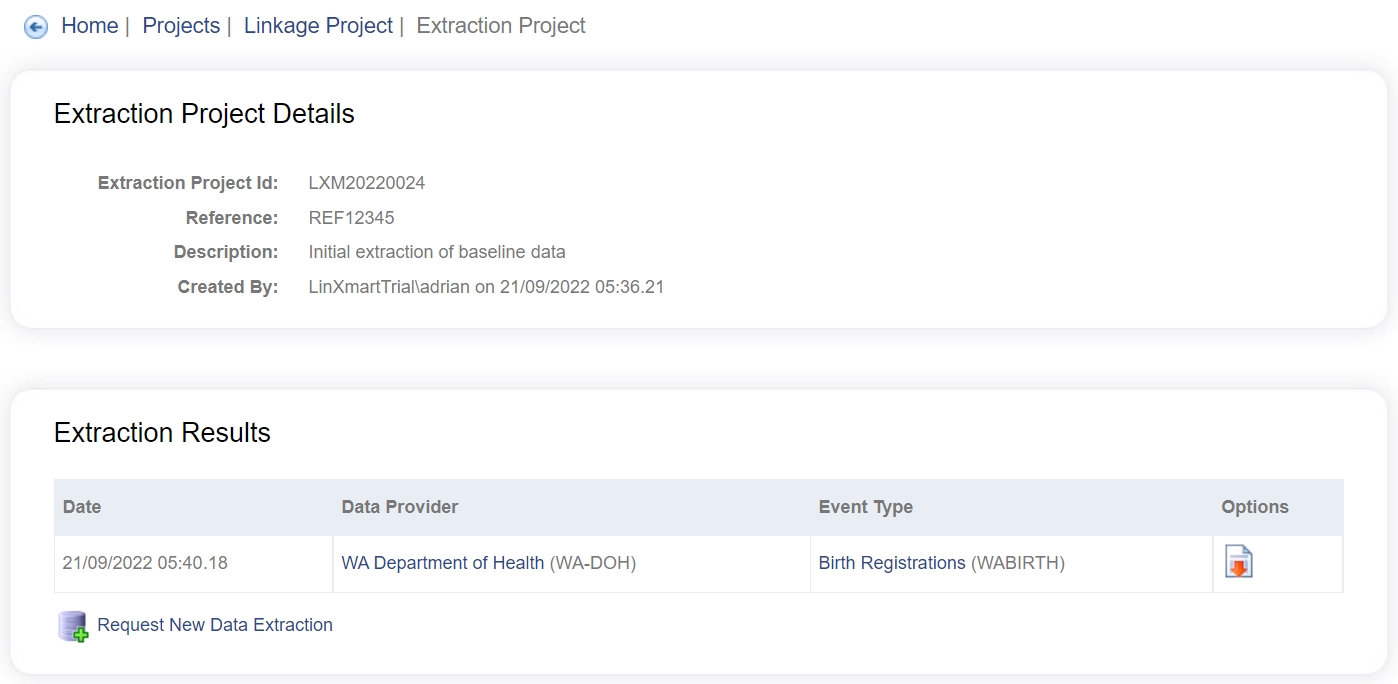 Home | Projects | Linkage Project | Extraction Project
Extraction Project Details
Extraction Project Id: LXM20220024
Reference: REF12345
Description: Initial extraction of baseline data
Created By: LinXmartTrial\adrian on 21/09/2022 05:36.21
Extraction Results
Date Data Provider Event Type Options
21/09/2022 05:40.18 WA Department of Health (WA-DOH) Birth Registrations (WABIRTH)
Request New Data Extraction